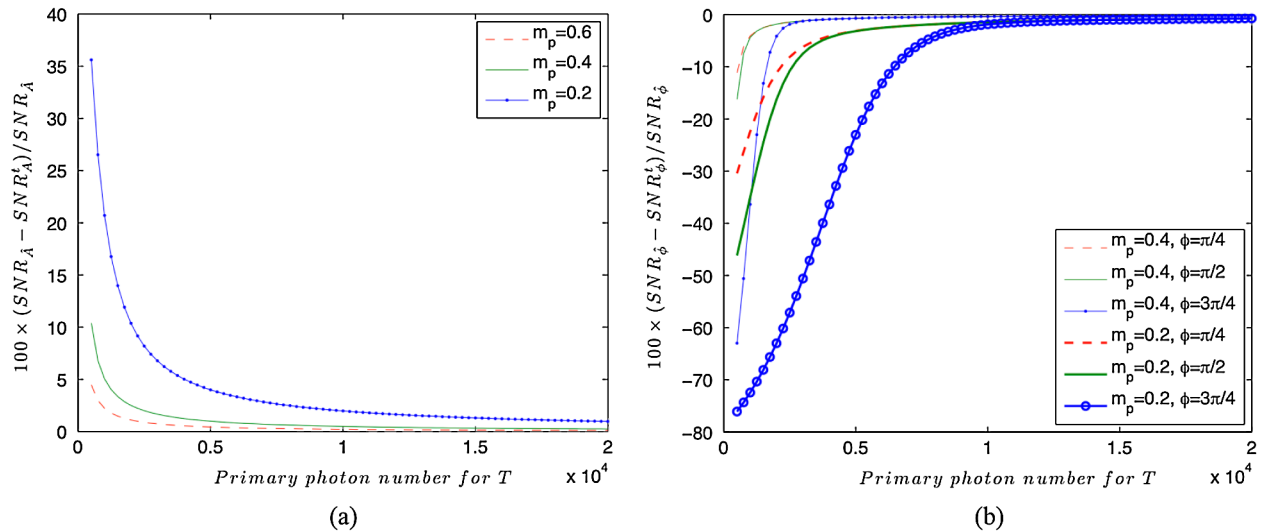 40
35
30
25
20
15
10
5
0
100 × (SNR_Â − SNR^t_Â)/SNR_Â
m_p=0.6
m_p=0.4
m_p=0.2
0 0.5 1 1.5 2
x 10^4
Primary photon number for T
(a)
0
−10
−20
−30
−40
−50
−60
−70
−80
100 × (SNR_φ̂ − SNR^t_φ̂)/SNR_φ̂
m_p=0.4, ϕ=π/4
m_p=0.4, ϕ=π/2
m_p=0.4, ϕ=3π/4
m_p=0.2, ϕ=π/4
m_p=0.2, ϕ=π/2
m_p=0.2, ϕ=3π/4
0 0.5 1 1.5 2
x 10^4
Primary photon number for T
(b)